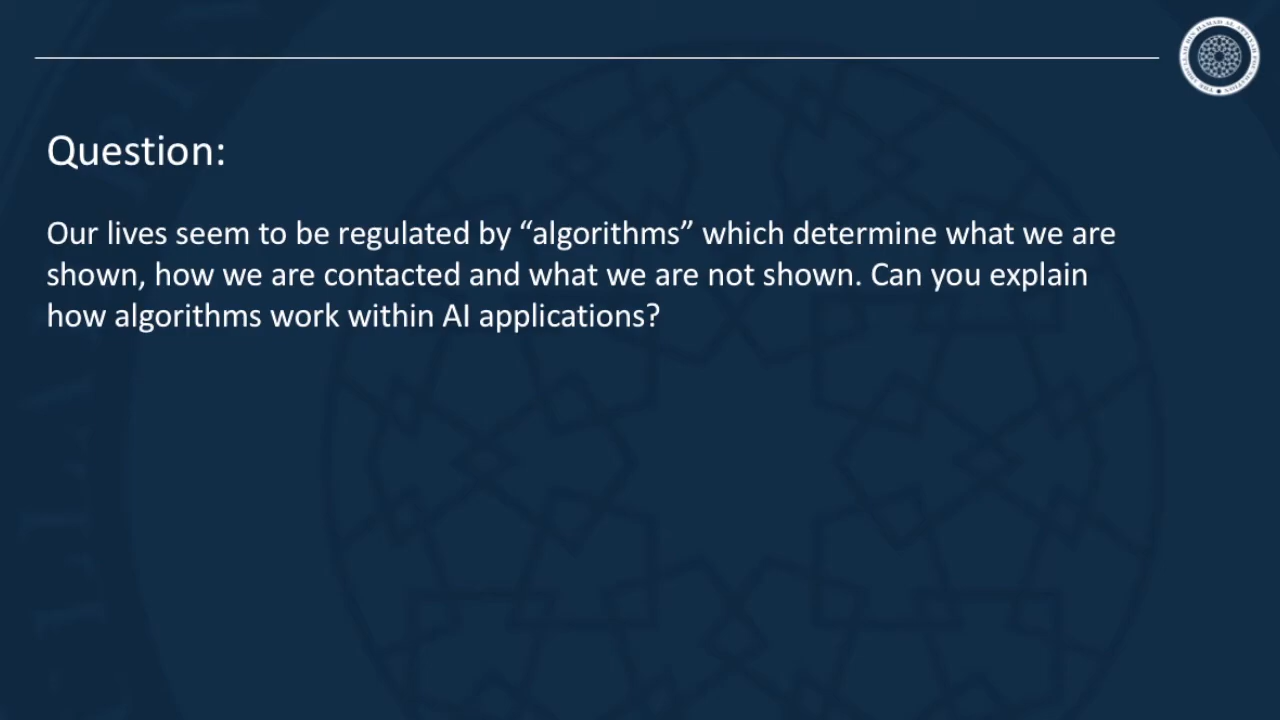 Question:
Our lives seem to be regulated by “algorithms” which determine what we are
shown, how we are contacted and what we are not shown. Can you explain
how algorithms work within AI applications?